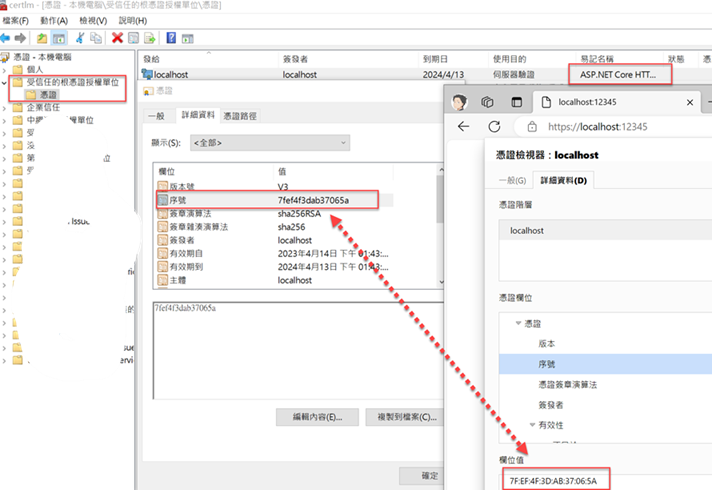 certlm - [憑證 - 本機電腦\受信任的根憑證授權單位\憑證]
檔案(F) 動作(A) 檢視(V) 說明(H)
憑證 - 本機電腦
個人
受信任的根憑證授權單位
憑證
企業信任
單位
Issue
發給 簽發者 到期日 使用目的 易記名稱 狀態
localhost localhost 2024/4/13 伺服器驗證 ASP.NET Core HTT...
憑證
一般 詳細資料 憑證路徑
顯示(S): <全部>
欄位 值
版本號 V3
序號 7fef4f3dab37065a
簽章演算法 sha256RSA
簽章雜湊演算法 sha256
簽發者 localhost
有效期自 2023年4月14日 下午 01:43:...
有效期到 2024年4月13日 下午 01:43:...
主體 localhost
7fef4f3dab37065a
編輯內容(E)... 複製到檔案(C)...
確定
localhost:12345
https://localhost:12345
憑證檢視器：localhost
一般(G) 詳細資料(D)
憑證階層
localhost
憑證欄位
憑證
版本
序號
憑證簽章演算法
簽發者
有效性
欄位值
7F:EF:4F:3D:AB:37:06:5A